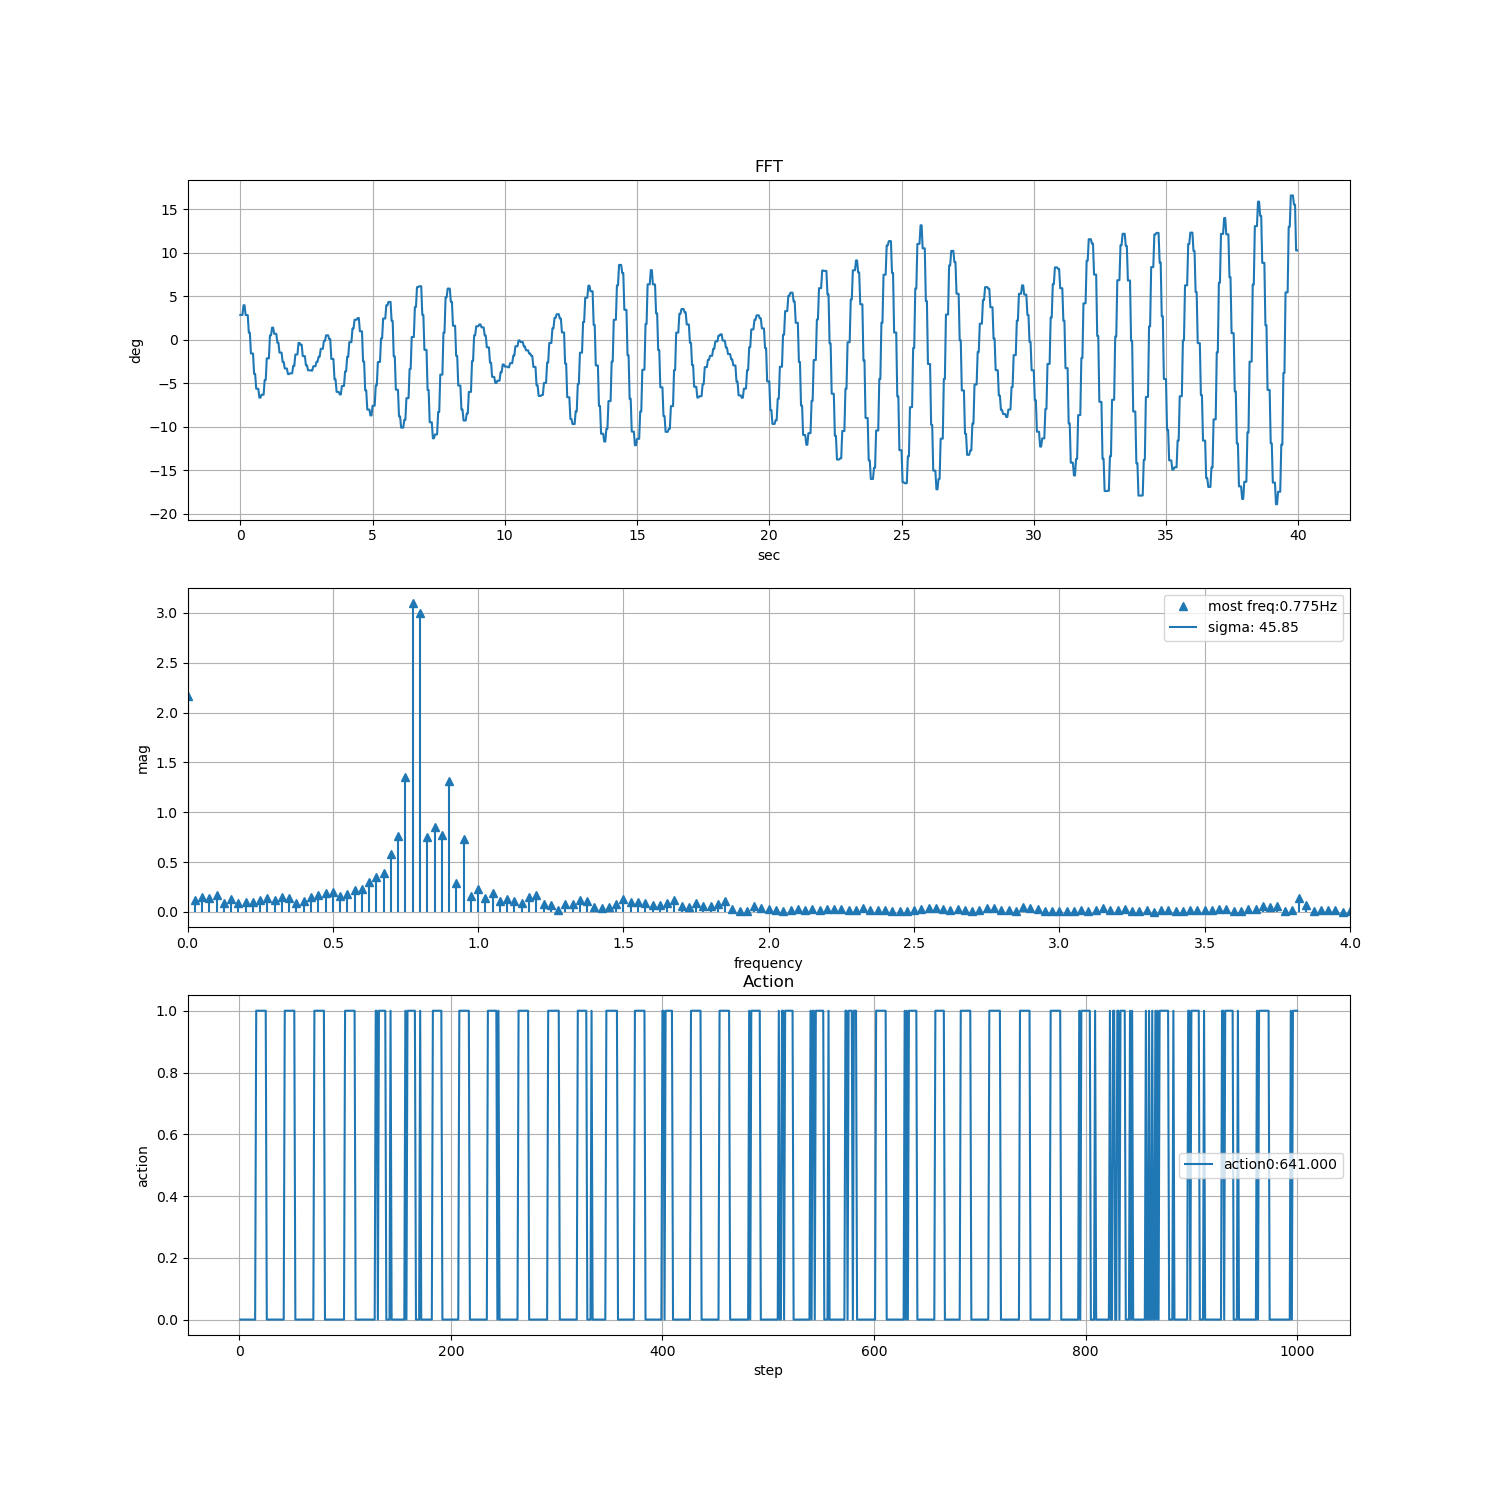 FFT
15
10
5
0
−5
−10
−15
−20
deg
0 5 10 15 20 25 30 35 40
sec
3.0
2.5
2.0
1.5
1.0
0.5
0.0
mag
most freq:0.775Hz
sigma: 45.85
0.0 0.5 1.0 1.5 2.0 2.5 3.0 3.5 4.0
frequency
Action
1.0
0.8
0.6
0.4
0.2
0.0
action
action0:641.000
0 200 400 600 800 1000
step